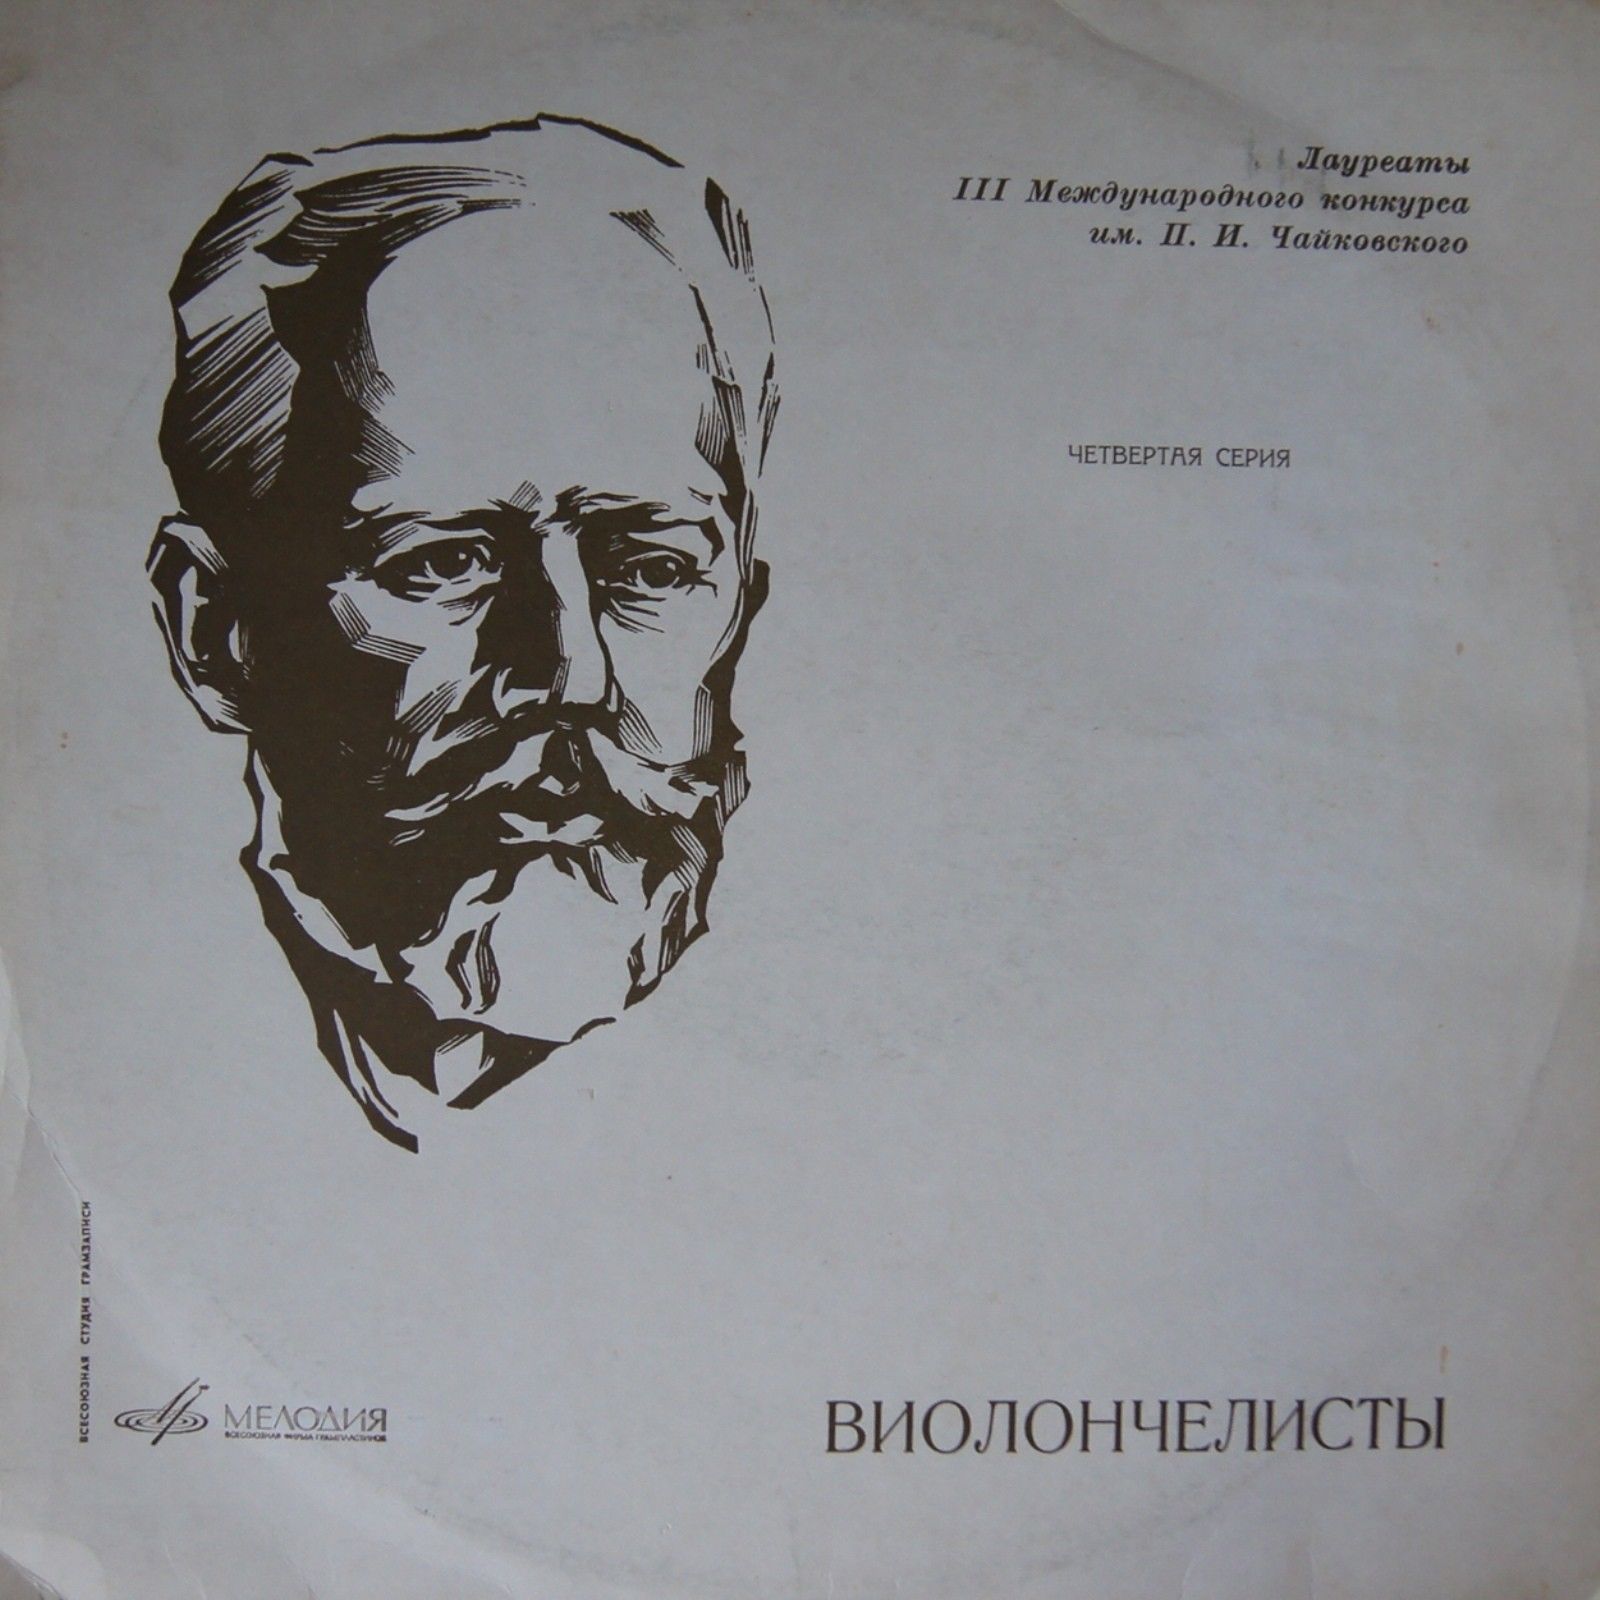 Лауреаты
III Международного конкурса
им. П. И. Чайковского
ЧЕТВЕРТАЯ СЕРИЯ
ВСЕСОЮЗНАЯ СТУДИЯ ГРАМЗАПИСИ
МЕЛОДИЯ
ВСЕСОЮЗНАЯ ФИРМА ГРАМПЛАСТИНОК
ВИОЛОНЧЕЛИСТЫ